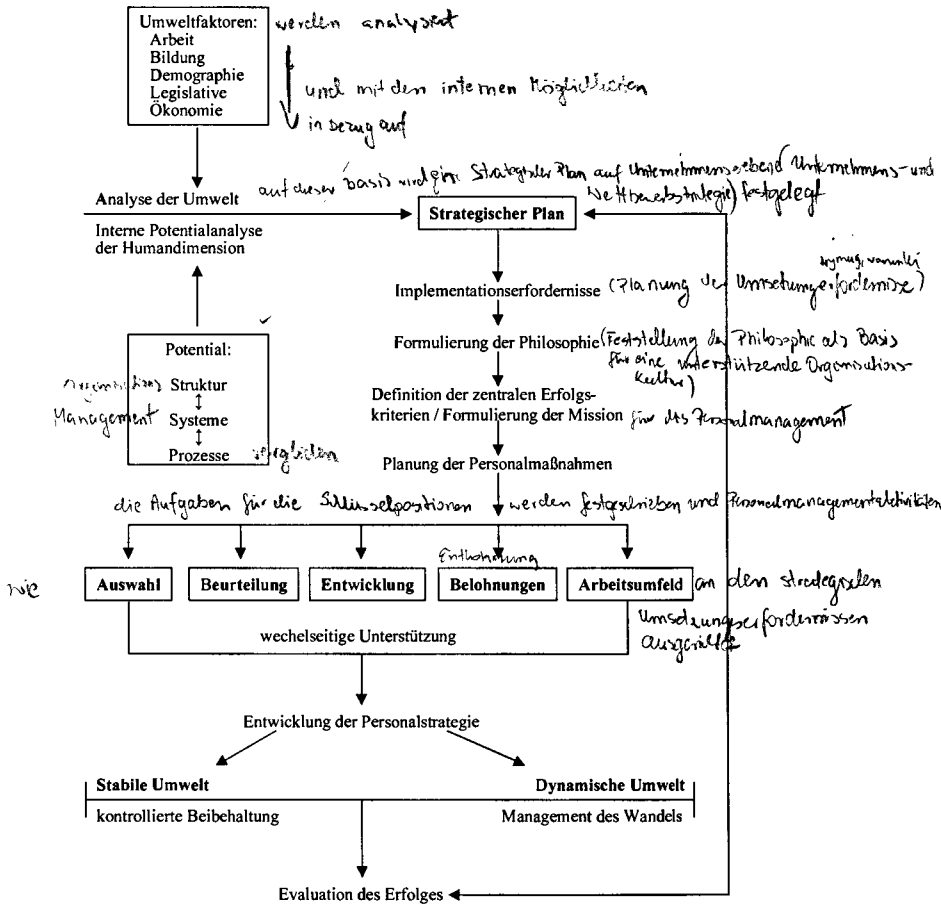 Umweltfaktoren:
Arbeit
Bildung
Demographie
Legislative
Ökonomie
werden analysiert
und mit den internen Möglichkeiten
in Bezug auf
auf dieser Basis wird ein Strategischer Plan auf Unternehmensebene (Unternehmens- und
Wettbewerbsstrategie) festgelegt
Analyse der Umwelt
Strategischer Plan
Interne Potentialanalyse
der Humandimension
Implementationserfordernisse
(Planung der Umsetzungserfordernisse)
Potential:
Struktur
Systeme
Prozesse
Organisations
Management
verglichen
Formulierung der Philosophie
(Feststellung der Philosophie als Basis
für eine unterstützende Organisations-
kultur)
Definition der zentralen Erfolgs-
kriterien / Formulierung der Mission
für das Personalmanagement
Planung der Personalmaßnahmen
die Aufgaben für die Schlüsselpositionen werden festgeschrieben und Personalmanagementaktivitäten
Entlohnung
wie
Auswahl
Beurteilung
Entwicklung
Belohnungen
Arbeitsumfeld
an den strategischen
Umsetzungserfordernissen
wechelseitige Unterstützung
Entwicklung der Personalstrategie
Stabile Umwelt
Dynamische Umwelt
kontrollierte Beibehaltung
Management des Wandels
Evaluation des Erfolges